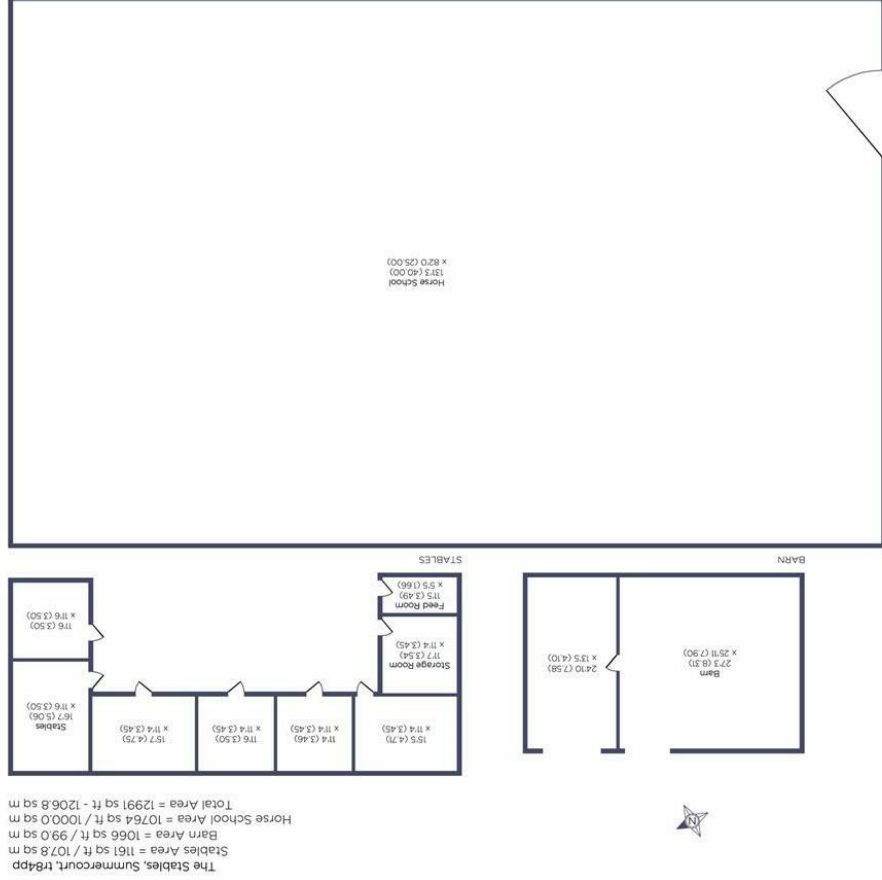 The Stables, Summercourt, tr84pp
Stables Area = 1161 sq ft / 107.8 sq m
Barn Area = 1066 sq ft / 99.0 sq m
Horse School Area = 10764 sq ft / 1000.0 sq m
Total Area = 12991 sq ft - 1206.8 sq m
N
Barn
27'3 (8.31)
x 25'11 (7.90)
24'10 (7.58)
x 13'5 (4.10)
BARN
15'5 (4.71)
x 11'4 (3.45)
11'4 (3.46)
x 11'4 (3.45)
11'6 (3.50)
x 11'4 (3.45)
15'7 (4.75)
x 11'4 (3.45)
Stables
16'7 (5.06)
x 11'6 (3.50)
Storage Room
11'7 (3.54)
x 11'4 (3.45)
Feed Room
11'5 (3.49)
x 5'5 (1.66)
11'6 (3.50)
x 11'6 (3.50)
STABLES
Horse School
131'3 (40.00)
x 82'0 (25.00)